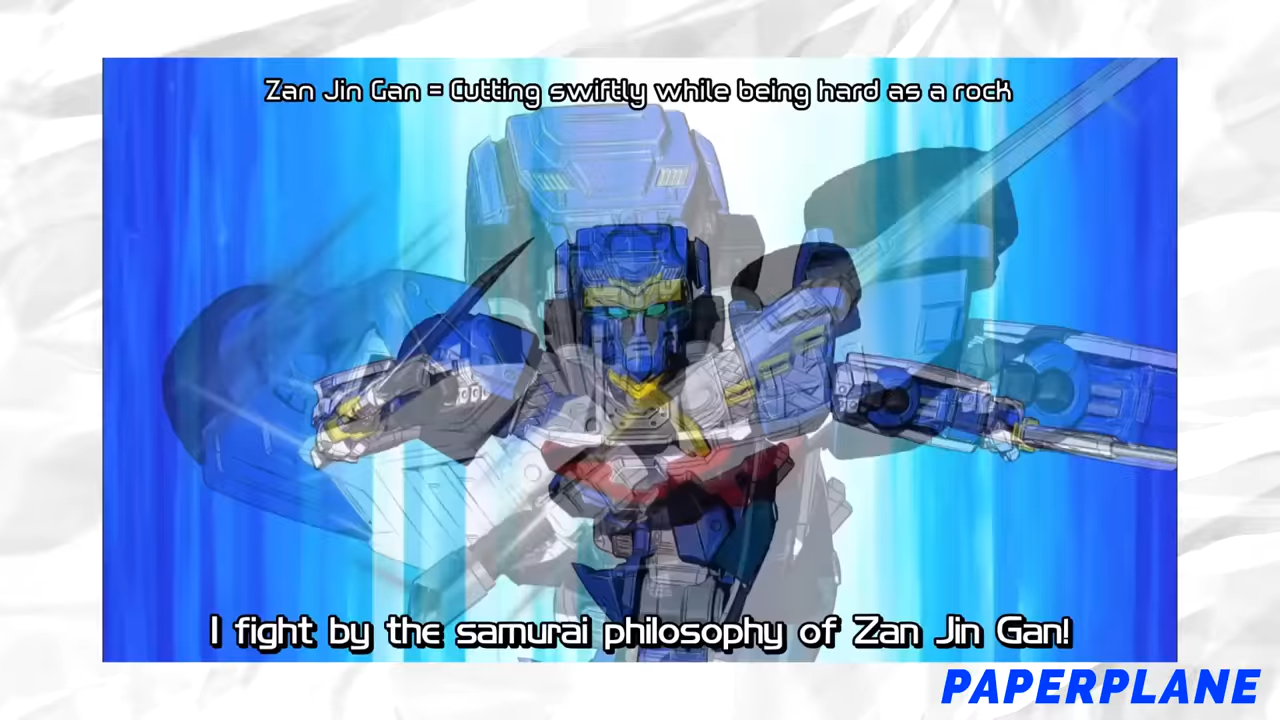 Zan Jin Gan = Cutting swiftly while being hard as a rock
I fight by the samurai philosophy of Zan Jin Gan!
PAPERPLANE